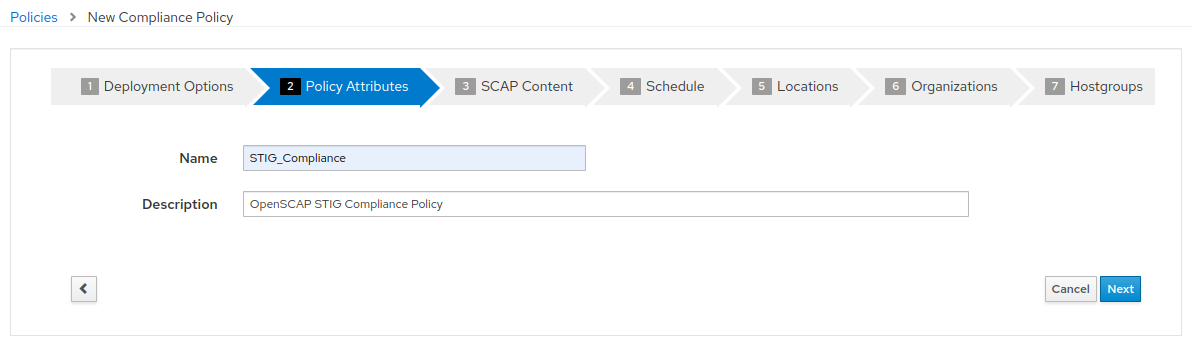 Policies > New Compliance Policy
1 Deployment Options 2 Policy Attributes 3 SCAP Content 4 Schedule 5 Locations 6 Organizations 7 Hostgroups
Name STIG_Compliance
Description OpenSCAP STIG Compliance Policy
< Cancel Next